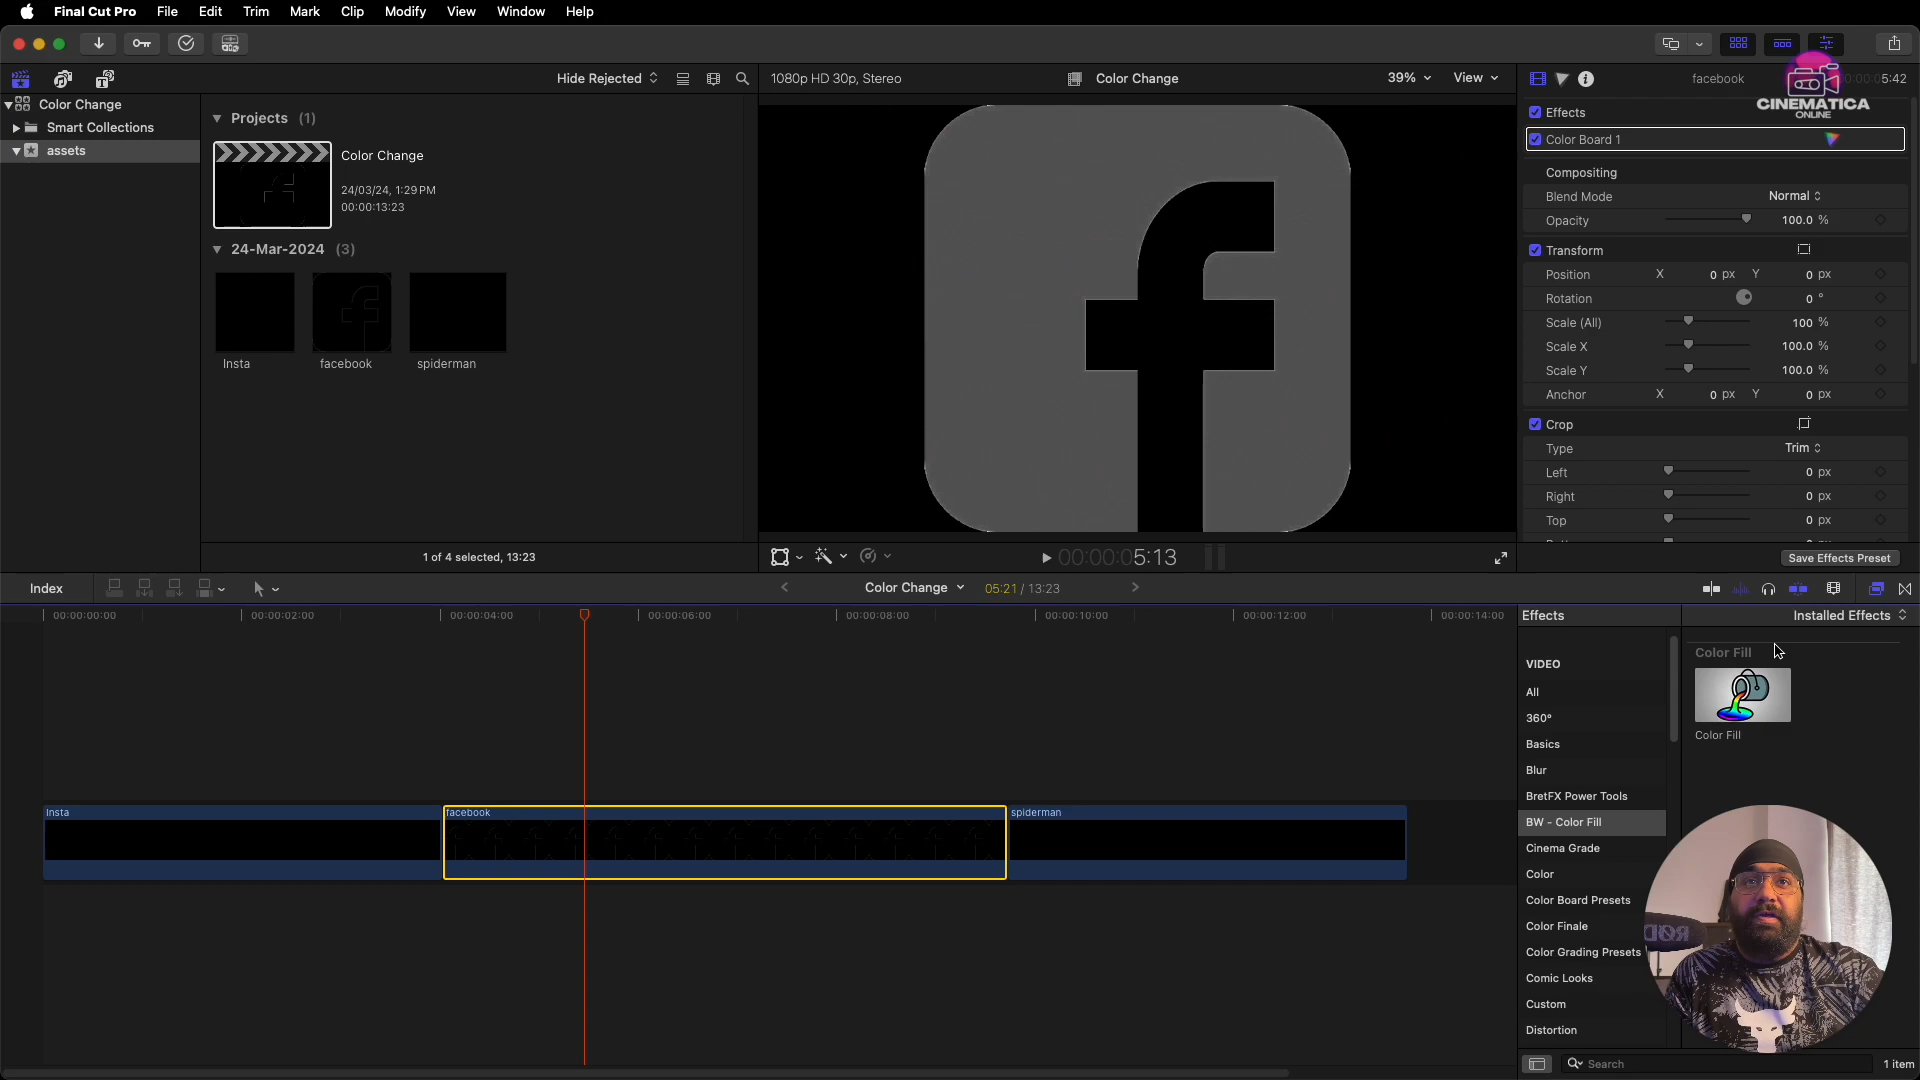 Final Cut Pro File Edit Trim Mark Clip Modify View Window Help
Hide Rejected
1080p HD 30p, Stereo
Color Change
39%
View
facebook
5:42
CINEMATICA
ONLINE
Color Change
Smart Collections
assets
Projects (1)
Color Change
24/03/24, 1:29 PM
00:00:13:23
24-Mar-2024 (3)
Insta
facebook
spiderman
1 of 4 selected, 13:23
00:00:05:13
Effects
Color Board 1
Compositing
Blend Mode Normal
Opacity 100.0 %
Transform
Position X 0 px Y 0 px
Rotation 0 °
Scale (All) 100 %
Scale X 100.0 %
Scale Y 100.0 %
Anchor X 0 px Y 0 px
Crop
Type Trim
Left 0 px
Right 0 px
Top 0 px
Save Effects Preset
Index
Color Change
05:21 / 13:23
00:00:00:00 00:00:02:00 00:00:04:00 00:00:06:00 00:00:08:00 00:00:10:00 00:00:12:00 00:00:14:00
Insta
facebook
spiderman
Effects
Installed Effects
VIDEO
All
360°
Basics
Blur
BretFX Power Tools
BW - Color Fill
Cinema Grade
Color
Color Board Presets
Color Finale
Color Grading Presets
Comic Looks
Custom
Distortion
Color Fill
Color Fill
RØD
Search
1 item